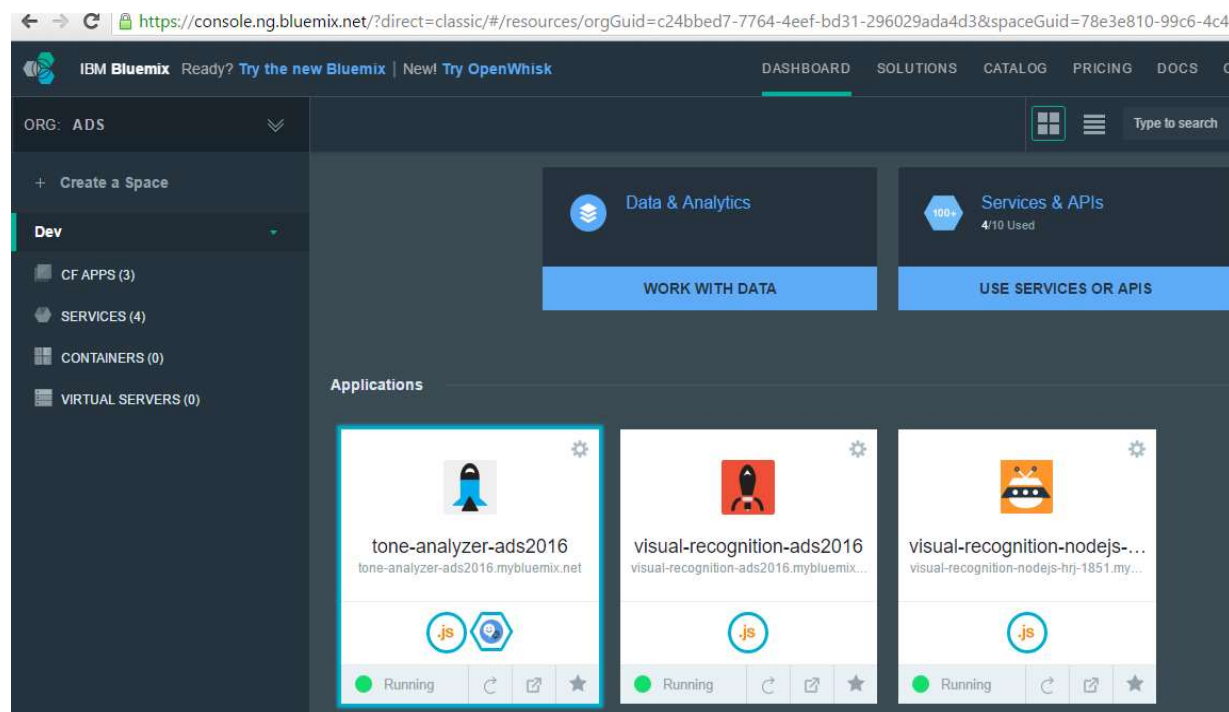 https://console.ng.bluemix.net/?direct=classic/#/resources/orgGuid=c24bbed7-7764-4eef-bd31-296029ada4d3&spaceGuid=78e3e810-99c6-4c4
IBM Bluemix Ready? Try the new Bluemix | New! Try OpenWhisk DASHBOARD SOLUTIONS CATALOG PRICING DOCS
ORG: ADS
Type to search
+ Create a Space
Dev
CF APPS (3)
SERVICES (4)
CONTAINERS (0)
VIRTUAL SERVERS (0)
Data & Analytics
WORK WITH DATA
100+
Services & APIs
4/10 Used
USE SERVICES OR APIS
Applications
tone-analyzer-ads2016
tone-analyzer-ads2016.mybluemix.net
.js
Running
visual-recognition-ads2016
visual-recognition-ads2016.mybluemix...
.js
Running
visual-recognition-nodejs-...
visual-recognition-nodejs-hrj-1851.my...
.js
Running